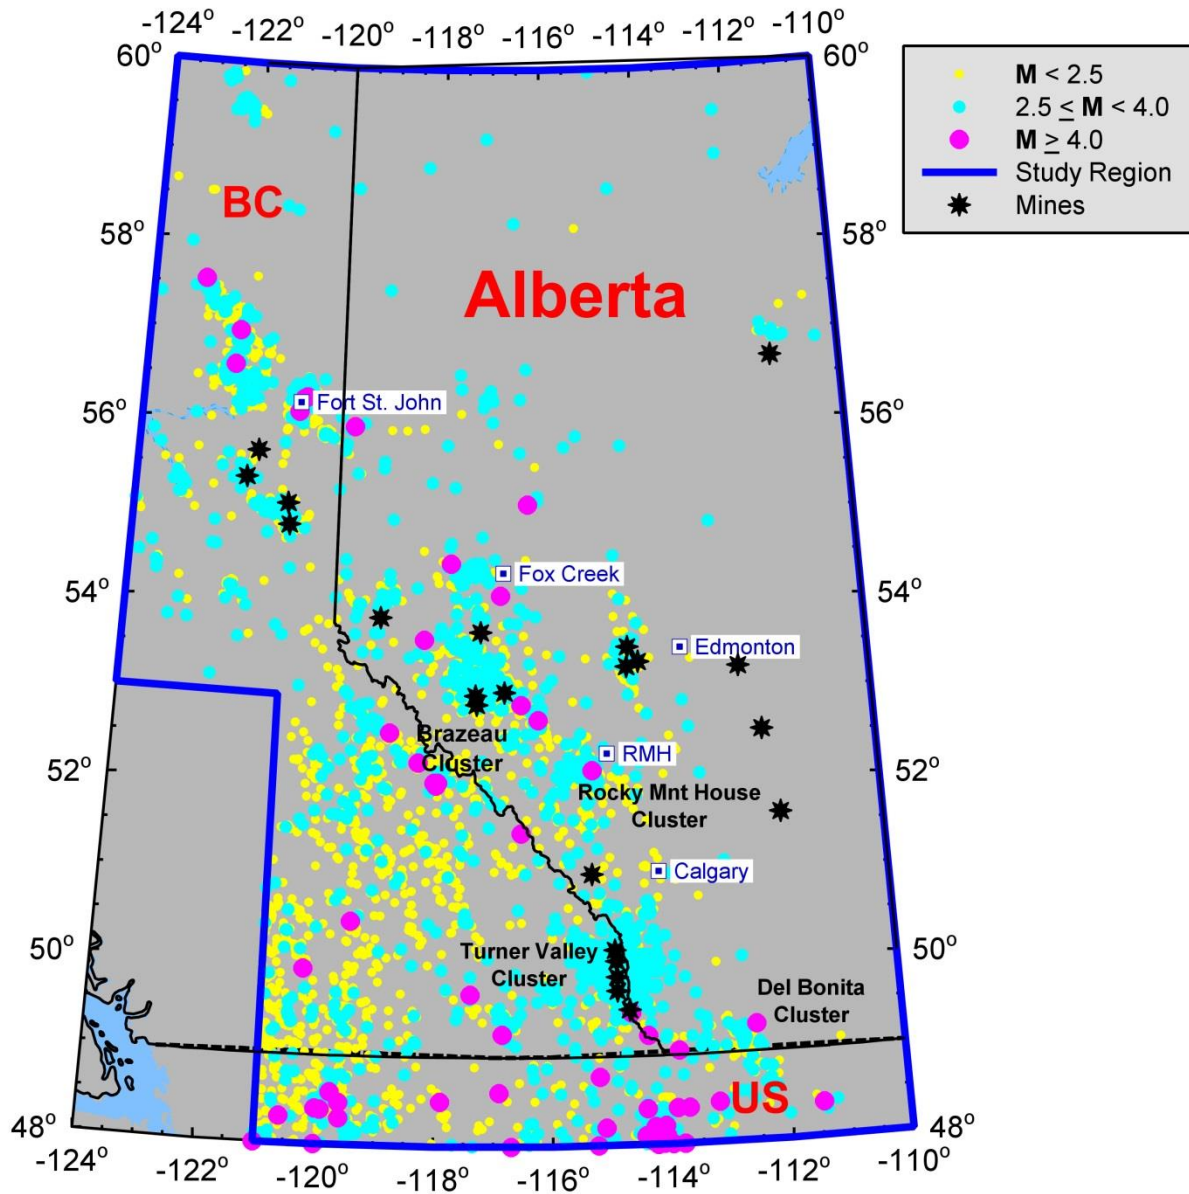 -124° -122° -120° -118° -116° -114° -112° -110°
60° 60°
M < 2.5
2.5 ≤ M < 4.0
M ≥ 4.0
Study Region
Mines
BC
58° 58°
Alberta
56° 56°
Fort St. John
54° 54°
Fox Creek
Edmonton
Brazeau
Cluster
52° 52°
RMH
Rocky Mnt House
Cluster
Calgary
50° 50°
Turner Valley
Cluster
Del Bonita
Cluster
US
48° 48°
-124° -122° -120° -118° -116° -114° -112° -110°